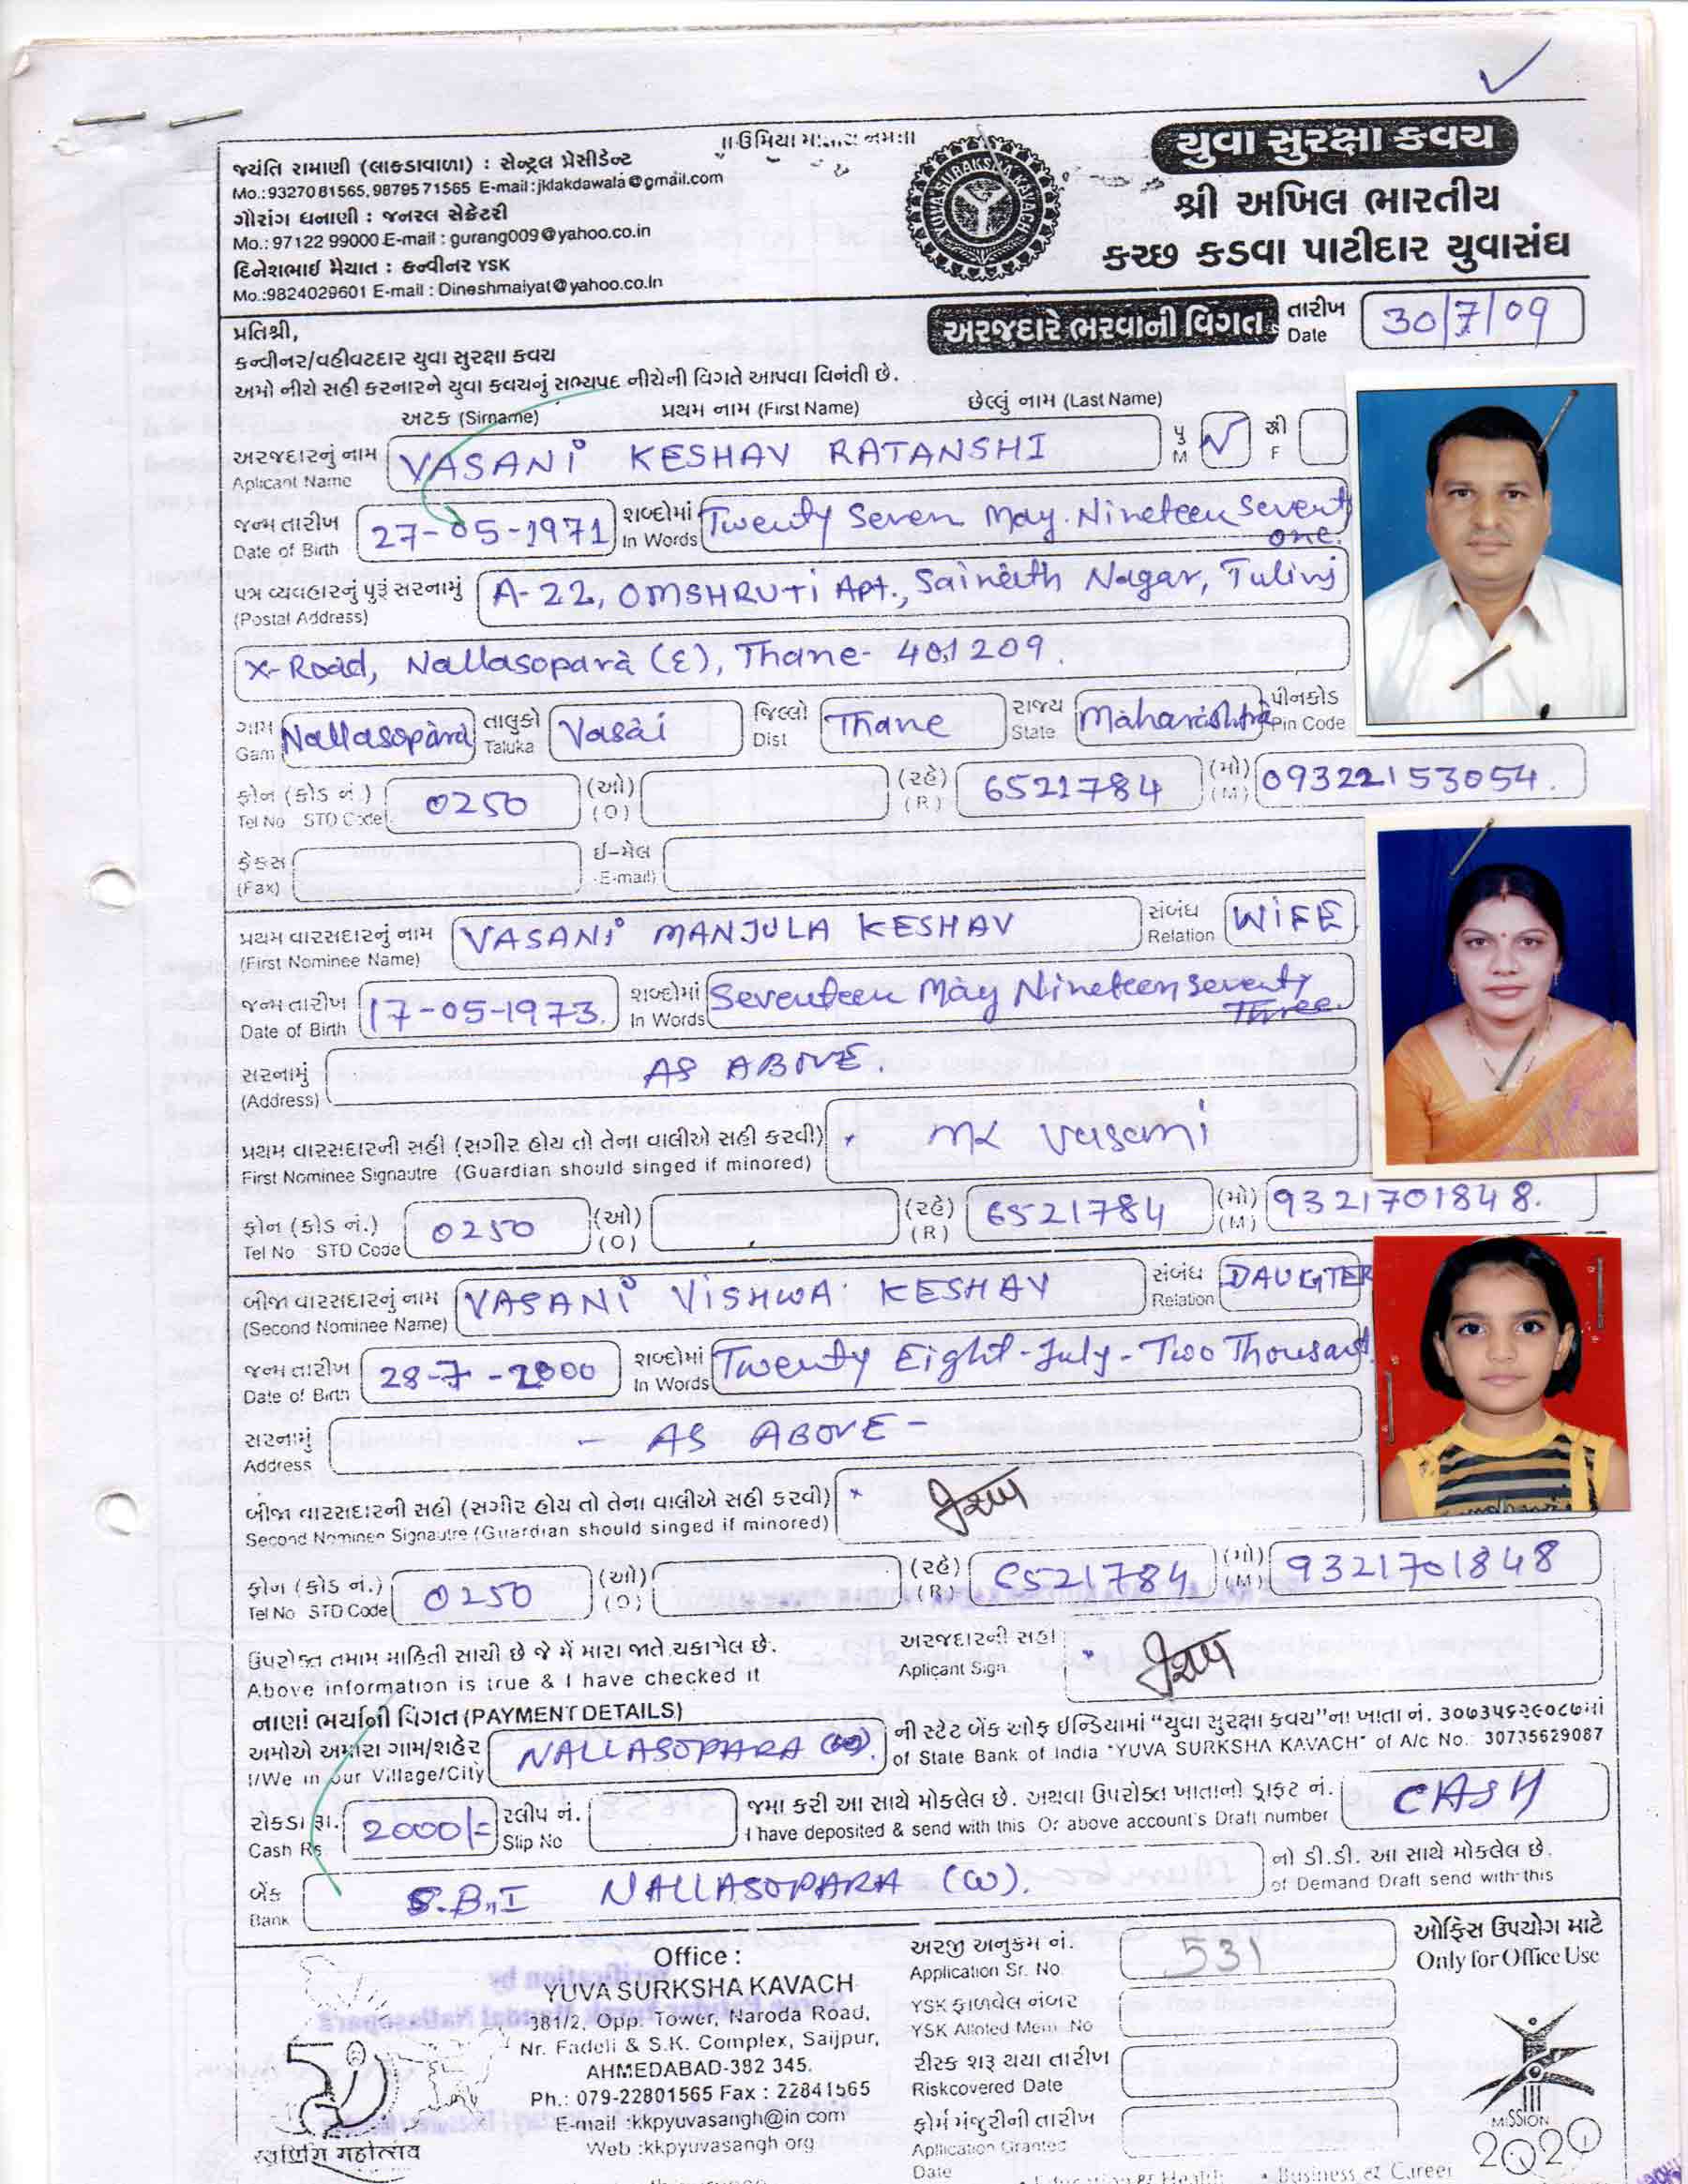 જયંતિ રામાણી (લાકડાવાળા) : સેન્ટ્રલ પ્રેસીડેન્ટ
Mo.:9327081565,9879571565 E-mail:jklakdawala@gmail.com
ગૌરાંગ ધનાણી : જનરલ સેક્રેટરી
Mo.: 97122 99000 E-mail : gurang009@yahoo.co.in
દિનેશભાઈ મૈયાત : કન્વીનર YSK
Mo.:9824029601 E-mail : Dineshmaiyat@yahoo.co.in
YUVA SURAKSHA KAVACH
યુવા સુરક્ષા કવચ
શ્રી અખિલ ભારતીય
કચ્છ કડવા પાટીદાર યુવાસંઘ
અરજદારે ભરવાની વિગત
તારીખ Date 30/7/09
પ્રતિશ્રી,
કન્વીનર/વહીવટદાર યુવા સુરક્ષા કવચ
અમો નીચે સહી કરનારને યુવા કવચનું સભ્યપદ નીચેની વિગતે આપવા વિનંતી છે.
અટક (Sirname) પ્રથમ નામ (First Name) છેલ્લું નામ (Last Name)
અરજદારનું નામ Aplicant Name VASANI KESHAV RATANSHI પુ M ✓ સ્ત્રી F
જન્મ તારીખ Date of Birth 27-05-1971 શબ્દોમાં In Words Twenty Seven May. Nineteen Sevent one.
પત્ર વ્યવહારનું પુરૂં સરનામું (Postal Address) A-22, OMSHRUTI Apt., Sainath Nagar, Tulinj
X-Road, Nallasopara (E), Thane- 401209.
ગામ Gam Nallasopara તાલુકો Taluka Vasai જિલ્લો Dist Thane રાજ્ય State Maharashtra પીનકોડ Pin Code
ફોન (કોડ નં.) Tel No STD Code 0250 (ઓ) (O) (રહે) (R) 6521784 (મો) (M) 09322153054.
ફેકસ (Fax) ઈ-મેલ E-mail)
પ્રથમ વારસદારનું નામ (First Nominee Name) VASANI MANJULA KESHAV સંબંધ Relation WIFE
જન્મ તારીખ Date of Birth 17-05-1973. શબ્દોમાં In Words Seventeen May Nineteen seventy Three.
સરનામું (Address) AS ABOVE.
પ્રથમ વારસદારની સહી (સગીર હોય તો તેના વાલીએ સહી કરવી)
First Nominee Signautre (Guardian should singed if minored) MK Vasani
ફોન (કોડ નં.) Tel No STD Code 0250 (ઓ) (O) (રહે) (R) 6521784 (મો) (M) 9321701848.
બીજા વારસદારનું નામ (Second Nominee Name) VASANI VISHWA KESHAV સંબંધ Relation DAUGTER
જન્મ તારીખ Date of Birth 28-7-2000 શબ્દોમાં In Words Twenty Eight-July-Two Thousand
સરનામું Address - AS ABOVE -
બીજા વારસદારની સહી (સગીર હોય તો તેના વાલીએ સહી કરવી)
Second Nominee Signautre (Guardian should singed if minored)
ફોન (કોડ નં.) Tel No STD Code 0250 (ઓ) (O) (રહે) (R) 6521784 (મો) (M) 9321701848
ઉપરોક્ત તમામ માહિતી સાચી છે જે મેં મારા જાતે ચકાસેલ છે.
Above information is true & I have checked it
અરજદારની સહી Aplicant Sign
નાણાં ભર્યાની વિગત (PAYMENT DETAILS)
અમોએ અમારા ગામ/શહેર I/We in our Village/City NALLASOPARA (W). ની સ્ટેટ બેંક ઓફ ઈન્ડિયામાં "યુવા સુરક્ષા કવચ"ના ખાતા નં. ૩૦૭૩૫૬૨૯૦૮૭માં
of State Bank of India "YUVA SURKSHA KAVACH" of A/c No.: 30735629087
રોકડા રૂા. Cash Rs 2000/= સ્લીપ નં. Slip No જમા કરી આ સાથે મોકલેલ છે. અથવા ઉપરોક્ત ખાતાનો ડ્રાફટ નં. CASH
I have deposited & send with this Or above account's Draft number
બેંક Bank S.B.I NALLASOPARA (W). નો ડી.ડી. આ સાથે મોકલેલ છે.
of Demand Draft send with this
Office :
YUVA SURKSHA KAVACH
381/2, Opp. Tower, Naroda Road,
Nr. Fadeli & S.K. Complex, Saijpur,
AHMEDABAD-382 345.
Ph.: 079-22801565 Fax : 22841565
E-mail :kkpyuvasangh@in com
Web :kkpyuvasangh org
અરજી અનુક્રમ નં. Application Sr. No 531
YSK ફાળવેલ નંબર YSK Alloted Mem No
રીસ્ક શરૂ થયા તારીખ Riskcovered Date
ફોર્મ મંજુરીની તારીખ Apllication Granted Date
ઓફિસ ઉપયોગ માટે
Only for Office Use
MISSION
2020
• Business & Career